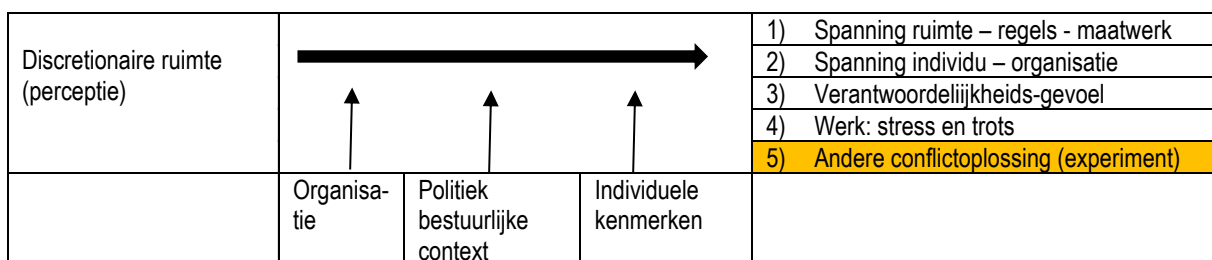 Discretionaire ruimte
(perceptie)
1) Spanning ruimte – regels - maatwerk
2) Spanning individu – organisatie
3) Verantwoordeliijkheids-gevoel
4) Werk: stress en trots
5) Andere conflictoplossing (experiment)
Organisa-
tie
Politiek
bestuurlijke
context
Individuele
kenmerken